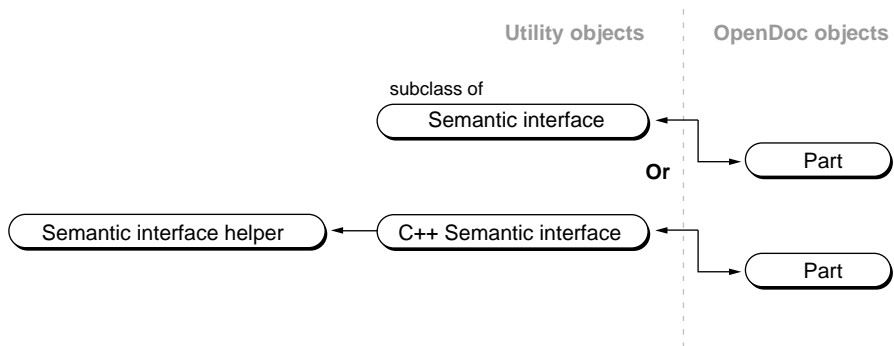 Utility objects OpenDoc objects
subclass of
Semantic interface
Part
Or
Semantic interface helper C++ Semantic interface
Part